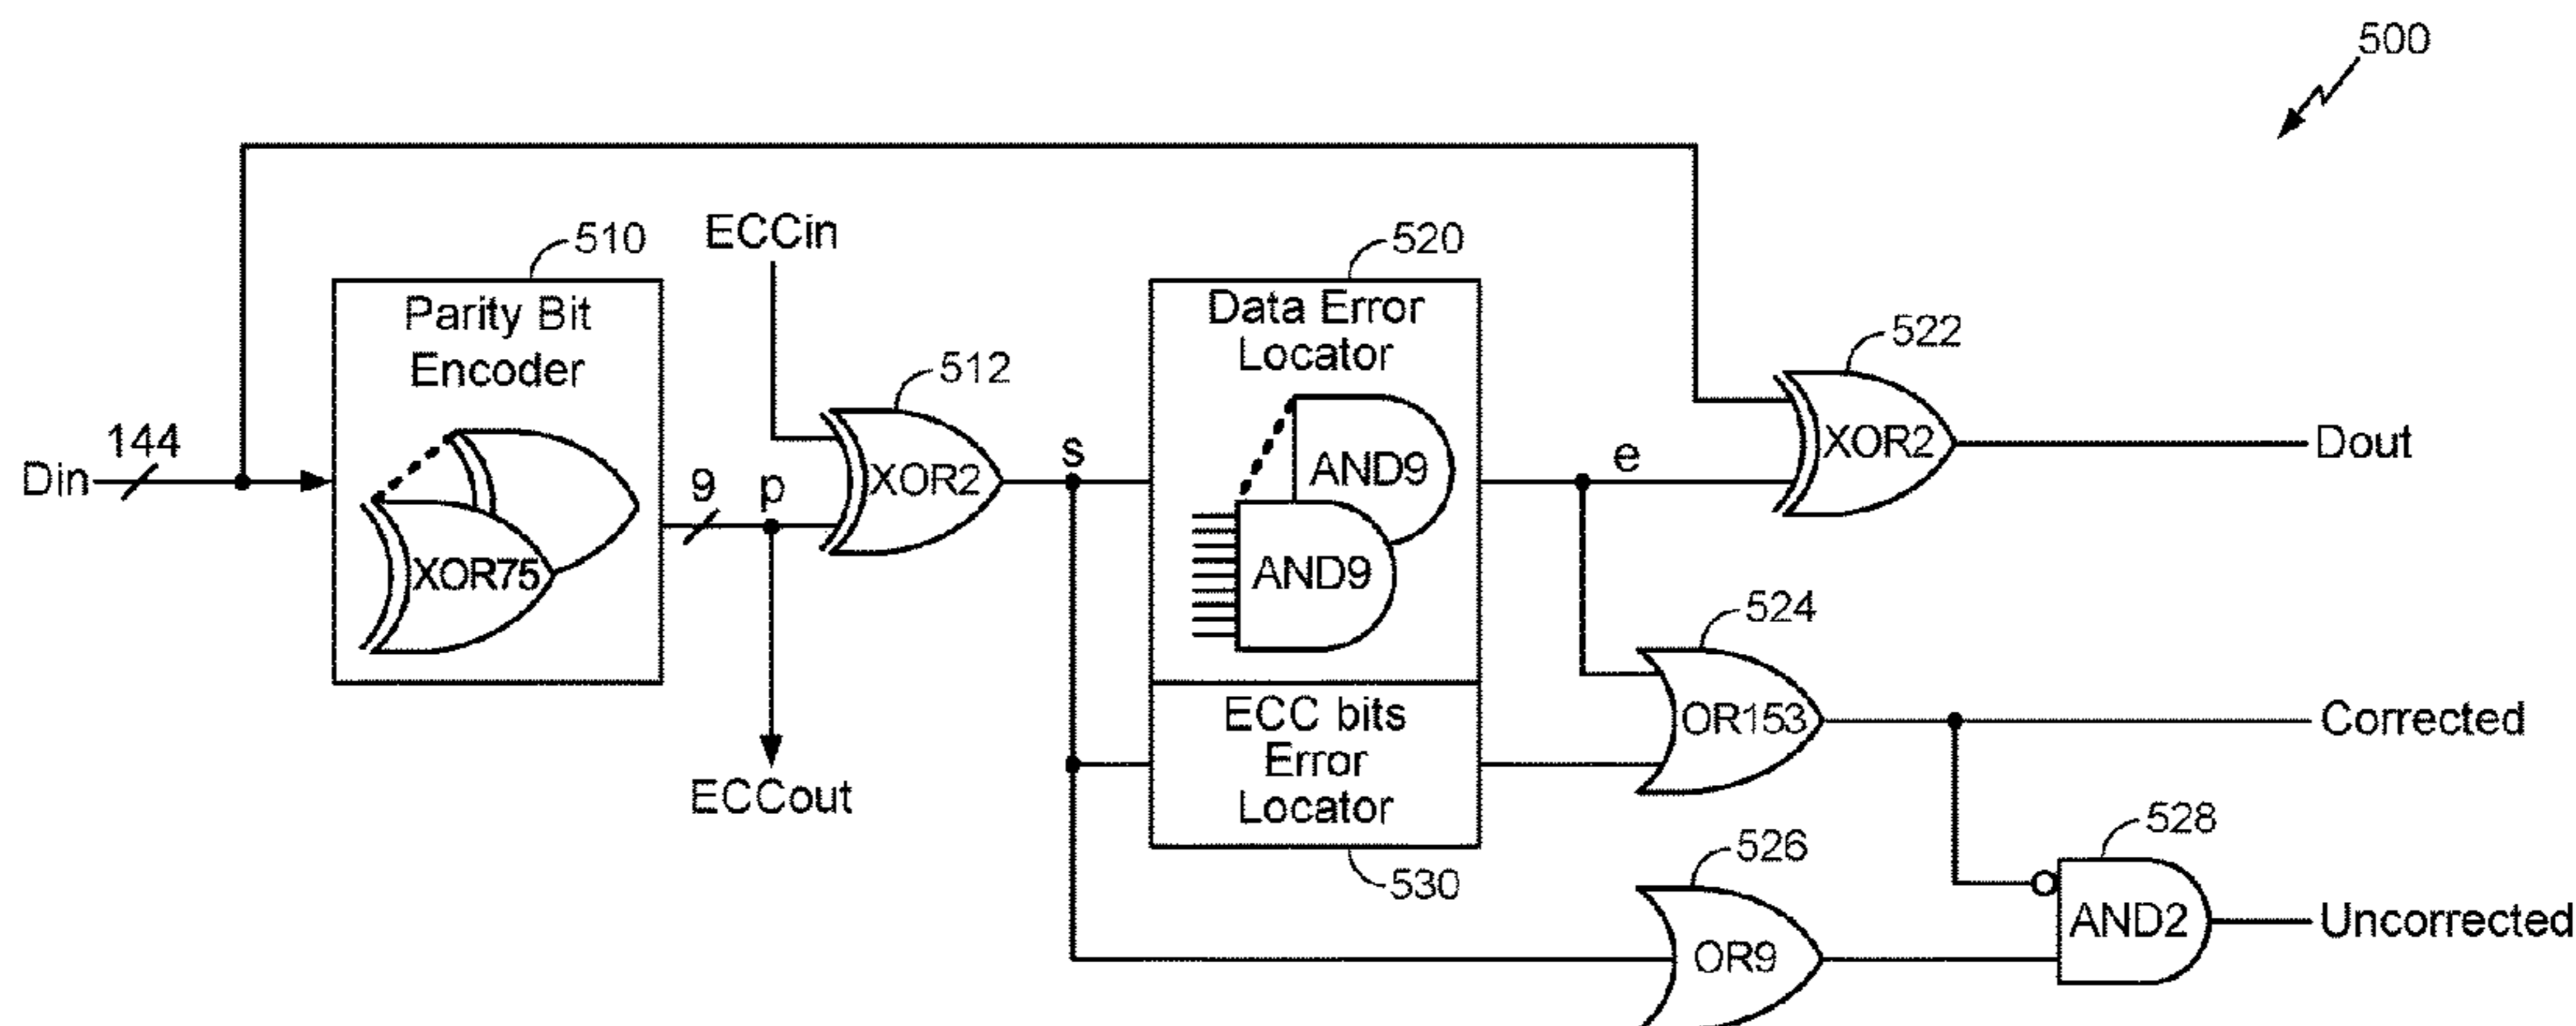 500
ECCin
510
520
Parity Bit
Encoder
Data Error
Locator
522
512
144
Din
9
p
XOR2
s
AND9
e
XOR2
Dout
XOR75
AND9
524
ECC bits
Error
Locator
OR153
Corrected
ECCout
528
526
530
OR9
AND2
Uncorrected